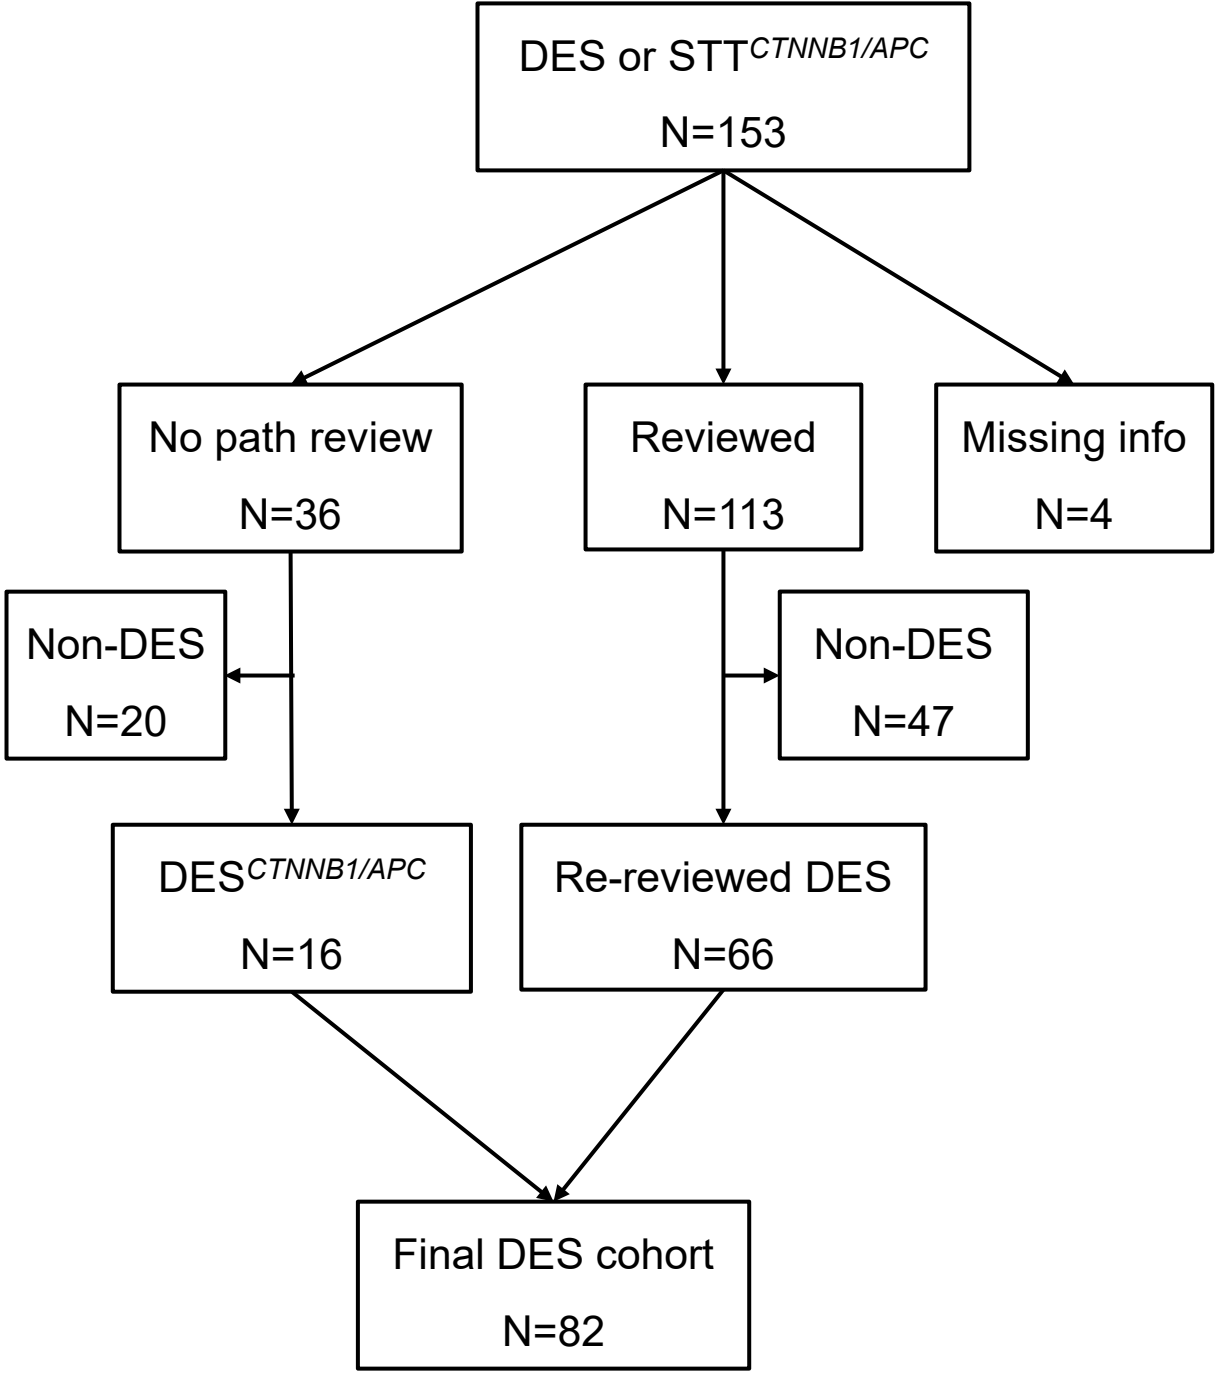 DES or STTCTNNB1/APC
N=153
No path review
N=36
Reviewed
N=113
Missing info
N=4
Non-DES
N=20
Non-DES
N=47
DESCTNNB1/APC
N=16
Re-reviewed DES
N=66
Final DES cohort
N=82